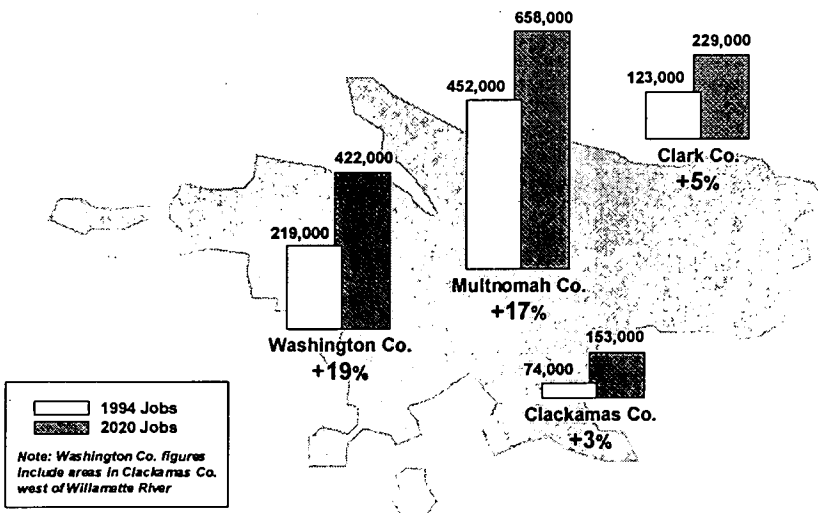 658,000
452,000
Multnomah Co.
+17%
229,000
123,000
Clark Co.
+5%
422,000
219,000
Washington Co.
+19%
153,000
74,000
Clackamas Co.
+3%
1994 Jobs
2020 Jobs
Note: Washington Co. figures
include areas in Clackamas Co.
west of Willamette River